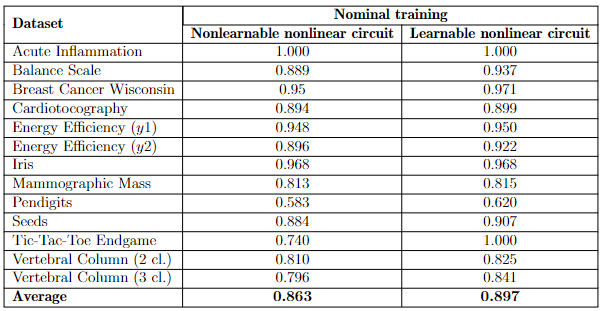 Dataset Nominal training
Nonlearnable nonlinear circuit Learnable nonlinear circuit
Acute Inflammation 1.000 1.000
Balance Scale 0.889 0.937
Breast Cancer Wisconsin 0.95 0.971
Cardiotocography 0.894 0.899
Energy Efficiency (y1) 0.948 0.950
Energy Efficiency (y2) 0.896 0.922
Iris 0.968 0.968
Mammographic Mass 0.813 0.815
Pendigits 0.583 0.620
Seeds 0.884 0.907
Tic-Tac-Toe Endgame 0.740 1.000
Vertebral Column (2 cl.) 0.810 0.825
Vertebral Column (3 cl.) 0.796 0.841
Average 0.863 0.897